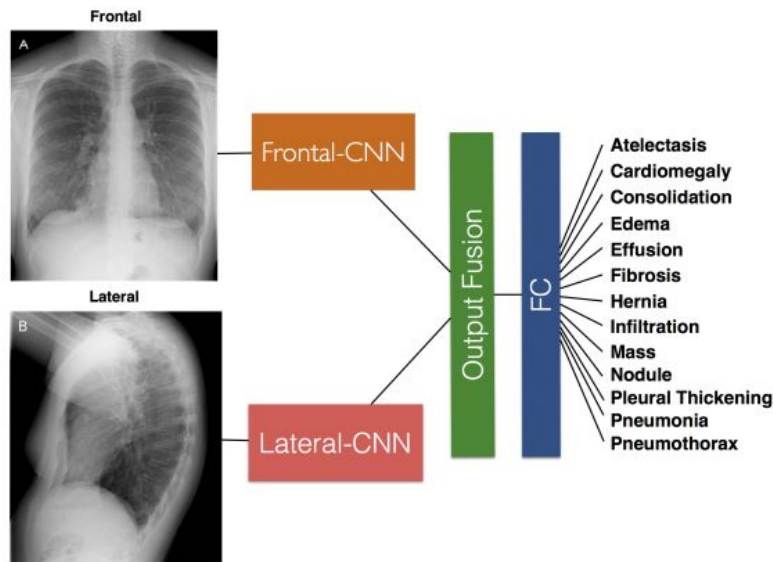 Frontal
A
Frontal-CNN
Lateral
B
Lateral-CNN
Output Fusion
FC
Atelectasis
Cardiomegaly
Consolidation
Edema
Effusion
Fibrosis
Hernia
Infiltration
Mass
Nodule
Pleural Thickening
Pneumonia
Pneumothorax